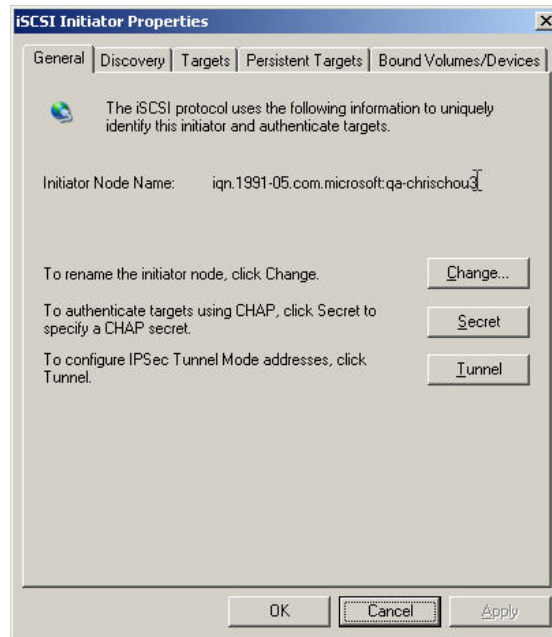 iSCSI Initiator Properties
General Discovery Targets Persistent Targets Bound Volumes/Devices
The iSCSI protocol uses the following information to uniquely
identify this initiator and authenticate targets.
Initiator Node Name: iqn.1991-05.com.microsoft:qa-chrischou3
To rename the initiator node, click Change.
Change...
To authenticate targets using CHAP, click Secret to
specify a CHAP secret.
Secret
To configure IPSec Tunnel Mode addresses, click
Tunnel.
Tunnel
OK Cancel Apply